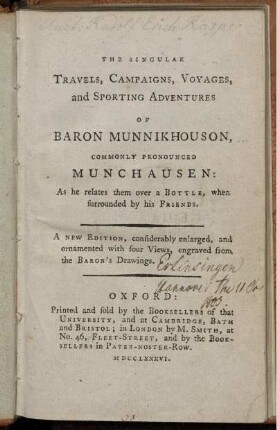 THE SINGULAR
TRAVELS, CAMPAIGNS, VOYAGES,
and SPORTING ADVENTURES
OF
BARON MUNNIKHOUSON,
COMMONLY PRONOUNCED
MUNCHAUSEN:
As he relates them over a BOTTLE, when
ſurrounded by his FRIENDS.
A NEW EDITION, conſiderably enlarged, and
ornamented with four Views, engraved from
the BARON's Drawings.
Hannover the 11
OXFORD:
Printed and ſold by the BOOKSELLERS of that
UNIVERSITY, and at CAMBRIDGE, BATH
and BRISTOL; in LONDON by M. SMITH, at
No. 46, FLEET-STREET, and by the BOOK-
SELLERS in PATER-NOSTER-ROW.
MDCCLXXXVI.